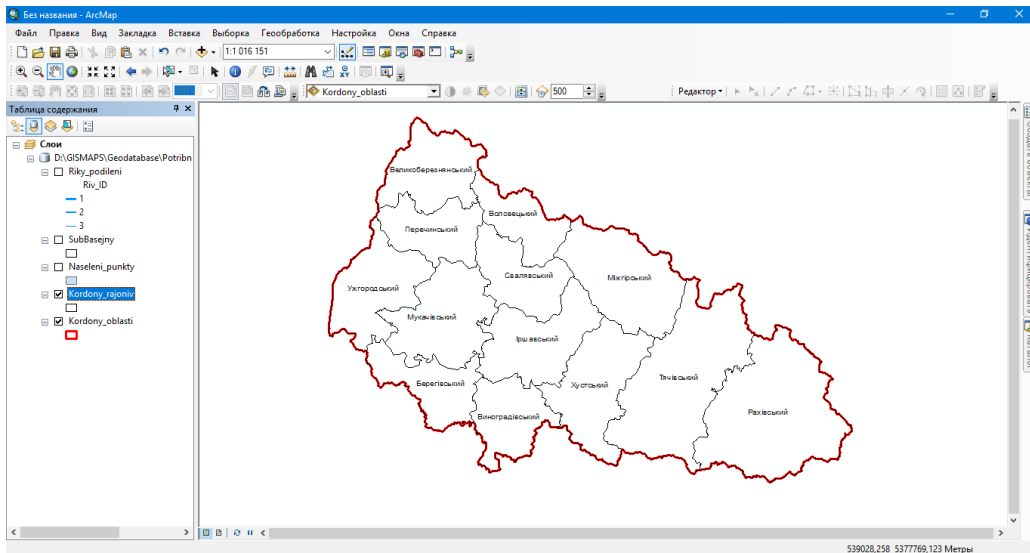 Без названия - ArcMap
Файл Правка Вид Закладка Вставка Выборка Геообработка Настройка Окна Справка
1:1 016 151
Kordony_oblasti
500
Редактор
Таблица содержания
Слои
D:\GISMAPS\Geodatabase\Potribn
Riky_podileni
Riv_ID
1
2
3
SubBasejny
Naseleni_punkty
Kordony_rajoniv
Kordony_oblasti
Великоберезнянський
Воловецький
Перечинський
Свалявський
Міжгірський
Ужгородський
Мукачівський
Іршавський
Тячівський
Берегівський
Хустський
Виноградівський
Рахівський
539028,258 5377769,123 Метры